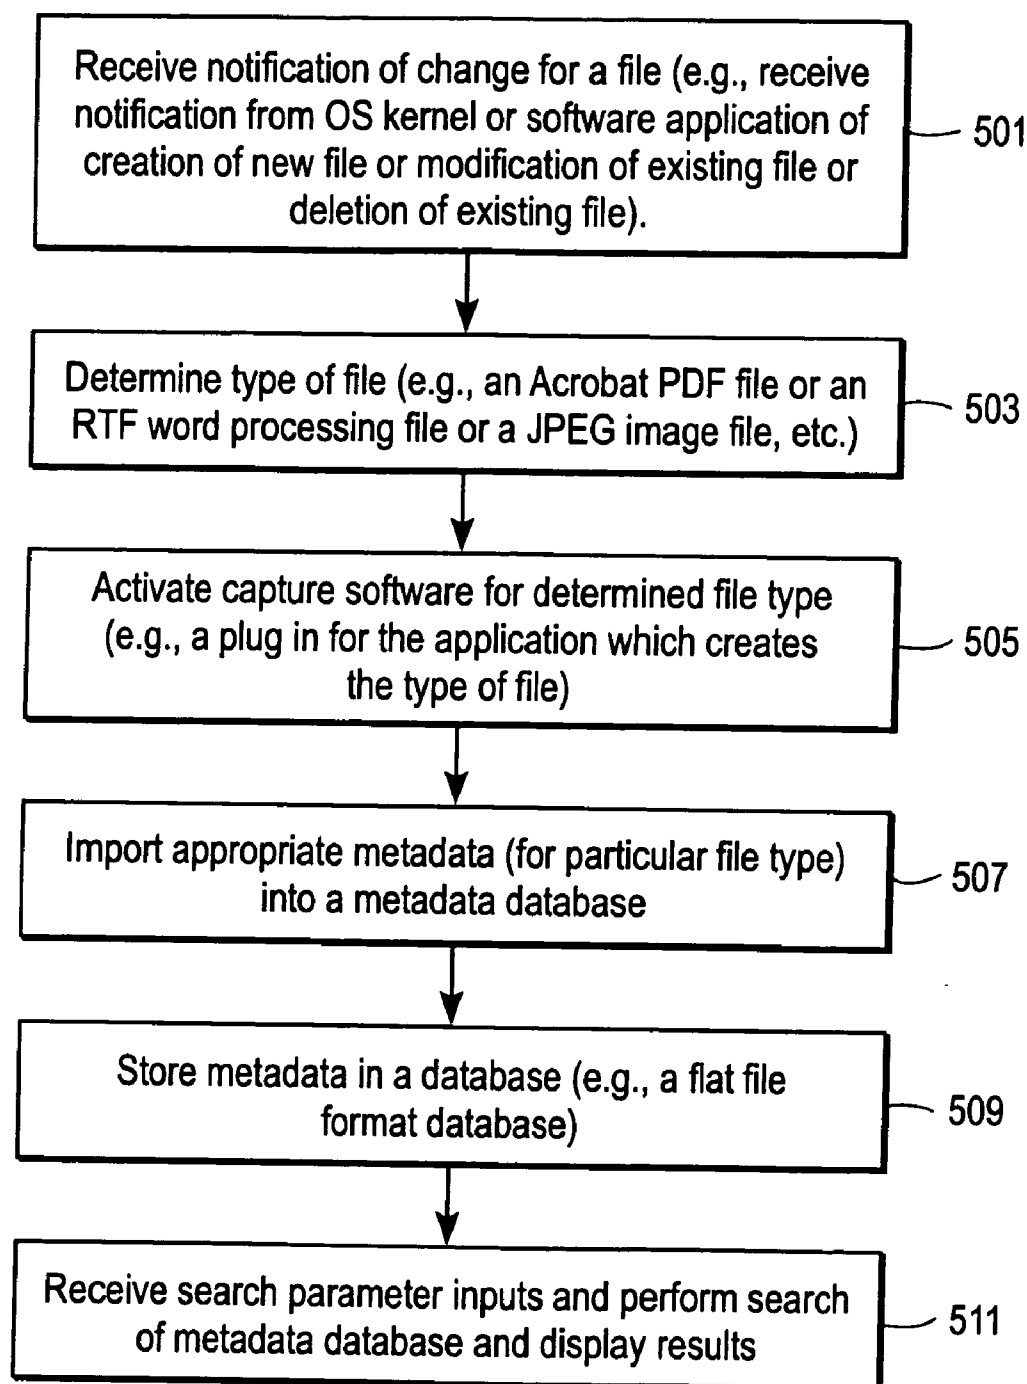 Receive notification of change for a file (e.g., receive
notification from OS kernel or software application of
creation of new file or modification of existing file or
deletion of existing file).
501
Determine type of file (e.g., an Acrobat PDF file or an
RTF word processing file or a JPEG image file, etc.)
503
Activate capture software for determined file type
(e.g., a plug in for the application which creates
the type of file)
505
Import appropriate metadata (for particular file type)
into a metadata database
507
Store metadata in a database (e.g., a flat file
format database)
509
Receive search parameter inputs and perform search
of metadata database and display results
511